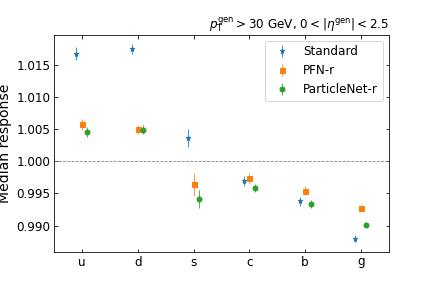 p_T^gen > 30 GeV, 0 < |η^gen| < 2.5
Standard
PFN-r
ParticleNet-r
Median response
1.015
1.010
1.005
1.000
0.995
0.990
u d s c b g